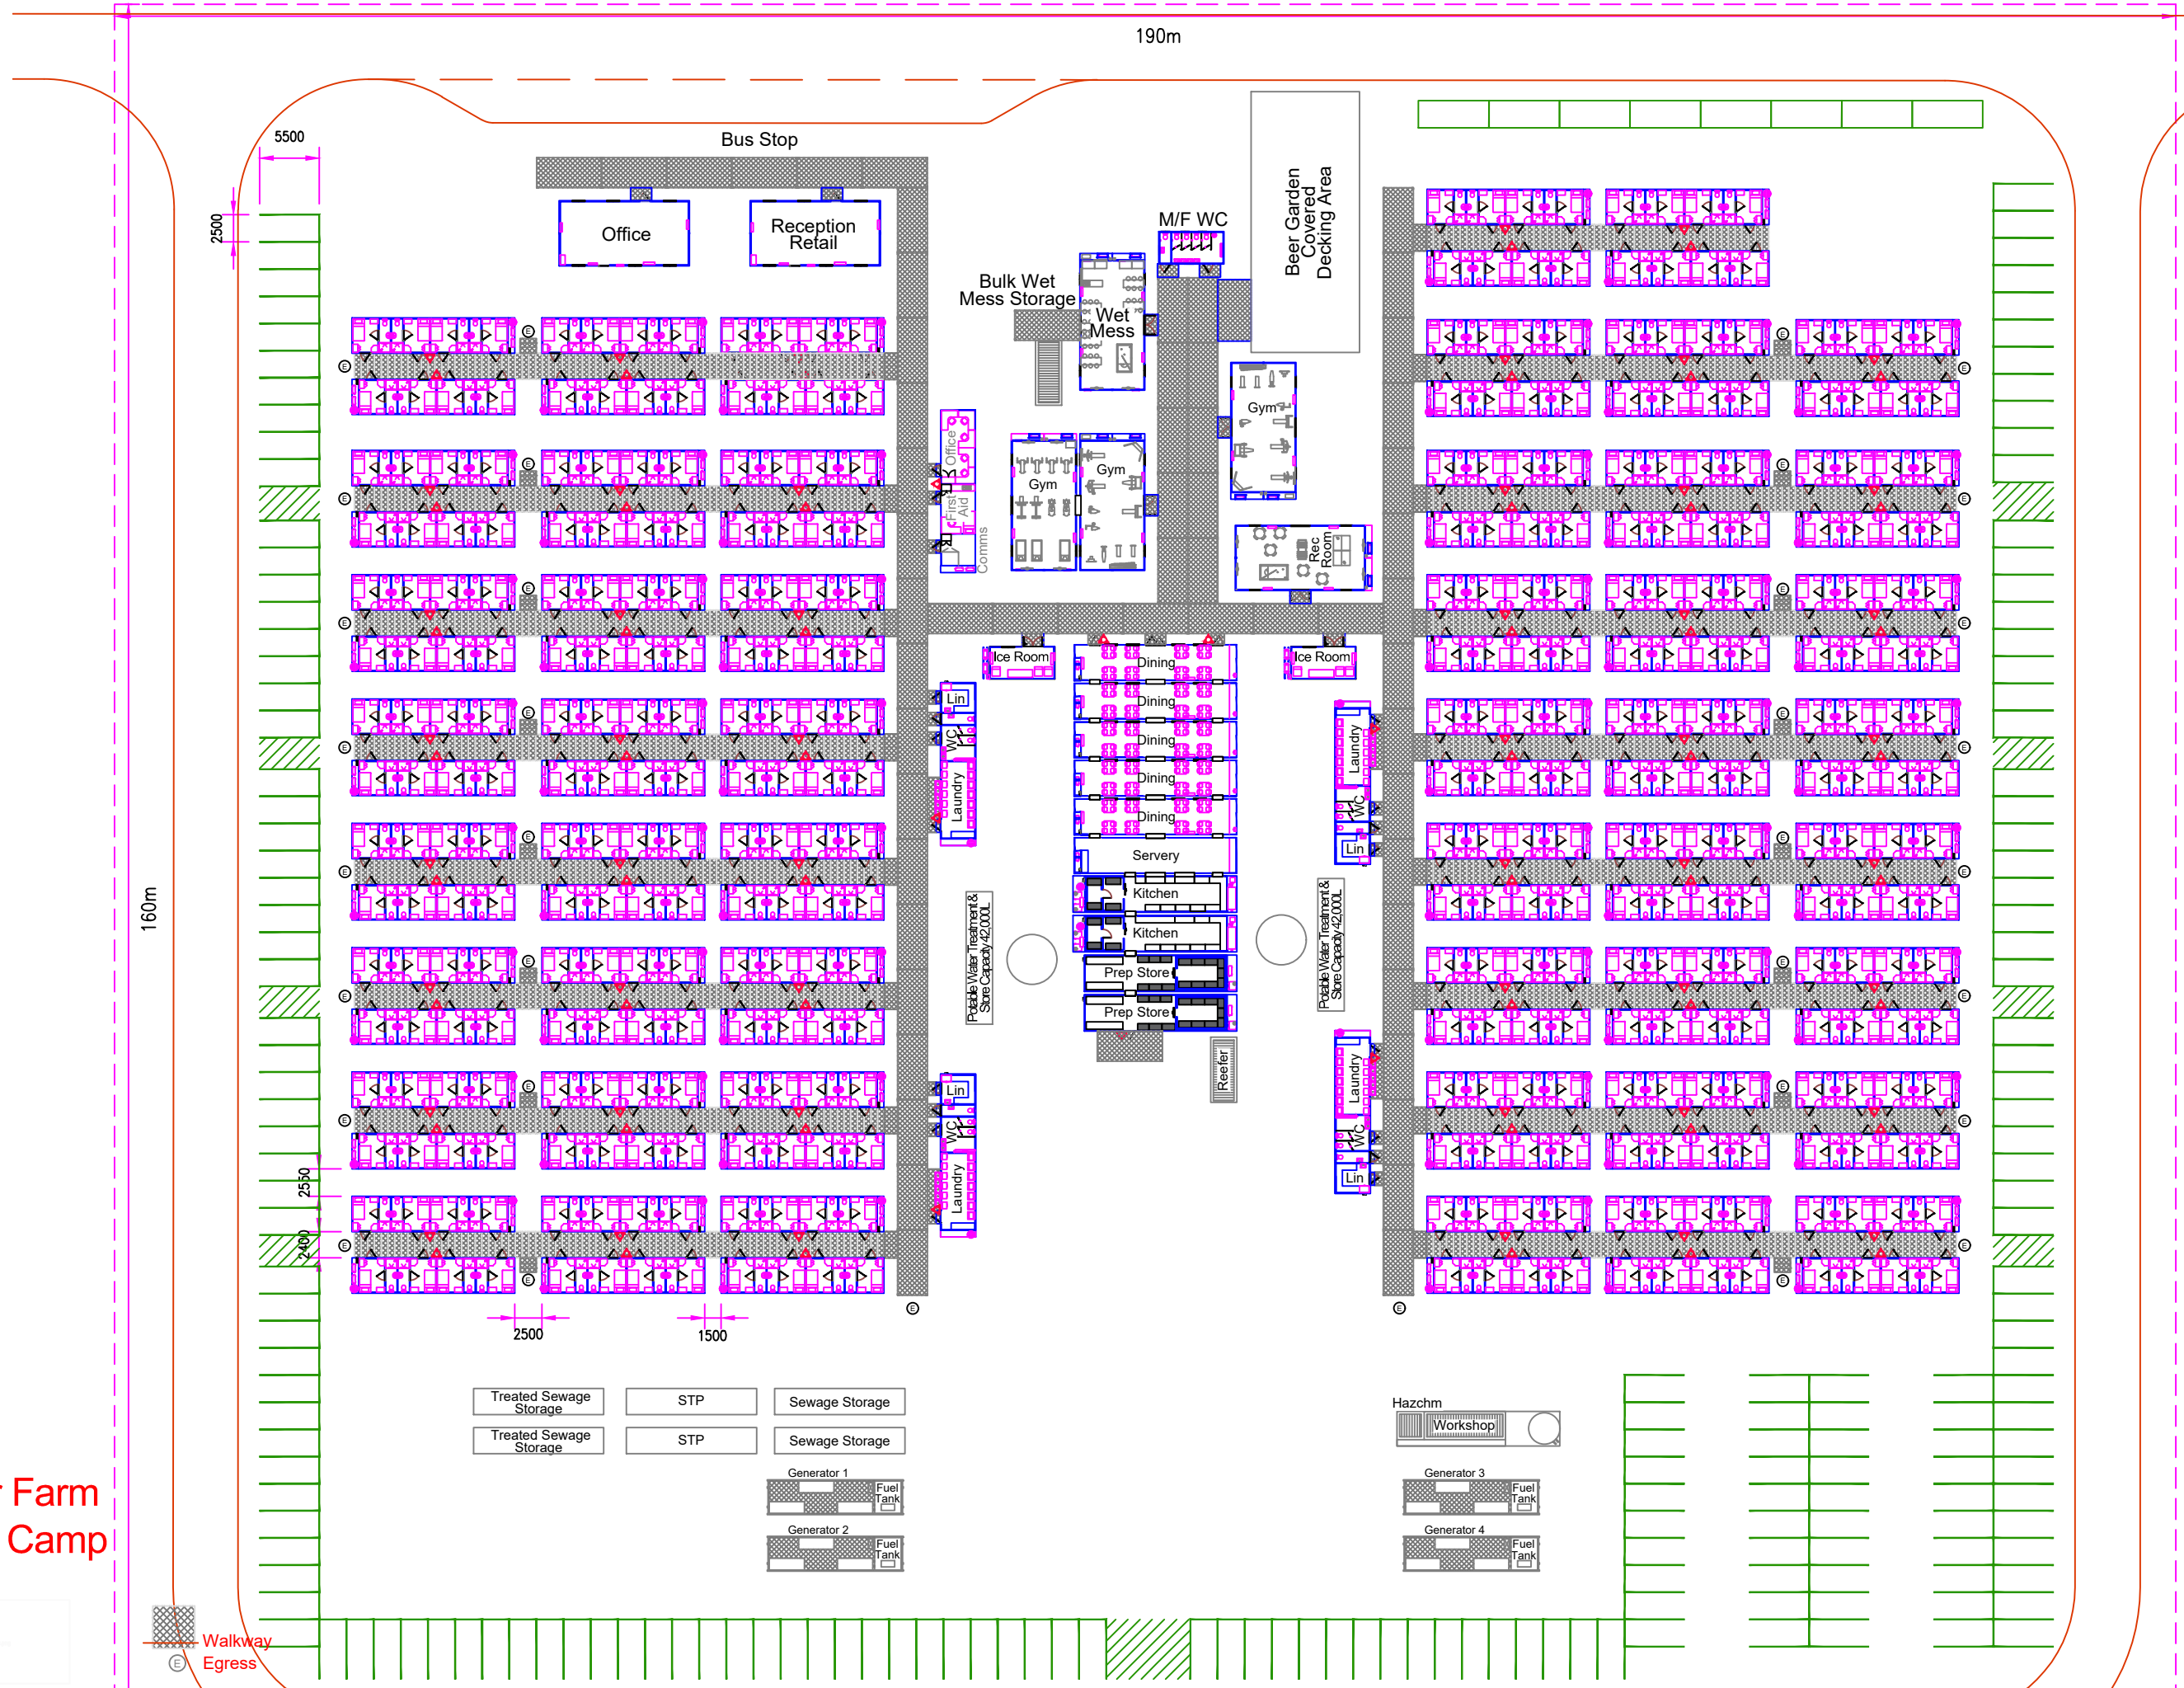 190m
5500
Bus Stop
2500
Office
Reception
Retail
M/F WC
Beer Garden
Covered
Decking Area
Bulk Wet
Mess Storage
Wet
Mess
E
E
E
E
Gym
Office
First
Aid
Comms
Gym
Gym
Rec
Room
E
E
E
E
E
E
E
E
Ice Room
Ice Room
Dining
Dining
Dining
Dining
Dining
Servery
Kitchen
Kitchen
Prep Store
Prep Store
Reefer
Lin
WC
Laundry
Laundry
WC
Lin
E
E
E
E
E
E
E
E
160m
Potable Water Treatment &
Store Capacity 42,000L
Potable Water Treatment &
Store Capacity 42,000L
E
E
E
E
Lin
WC
Laundry
Laundry
WC
Lin
E
E
E
E
2550
2400
E
E
E
E
E
E
2500
1500
Treated Sewage
Storage
STP
Sewage Storage
Treated Sewage
Storage
STP
Sewage Storage
Hazchm
Workshop
Generator 1
Fuel
Tank
Generator 2
Fuel
Tank
Generator 3
Fuel
Tank
Generator 4
Fuel
Tank
Farm
Camp
Walkway
E
Egress